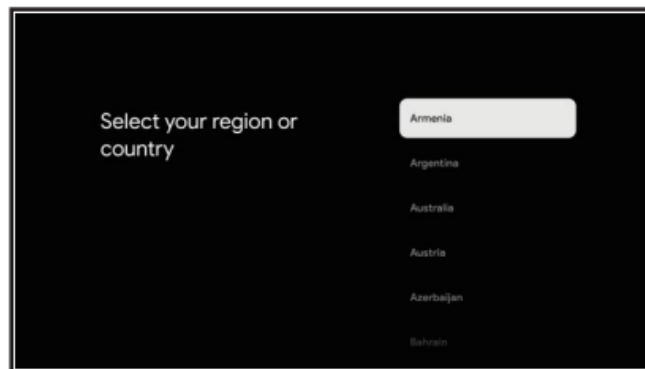 Select your region or
country
Armenia
Argentina
Australia
Austria
Azerbaijan
Bahrain